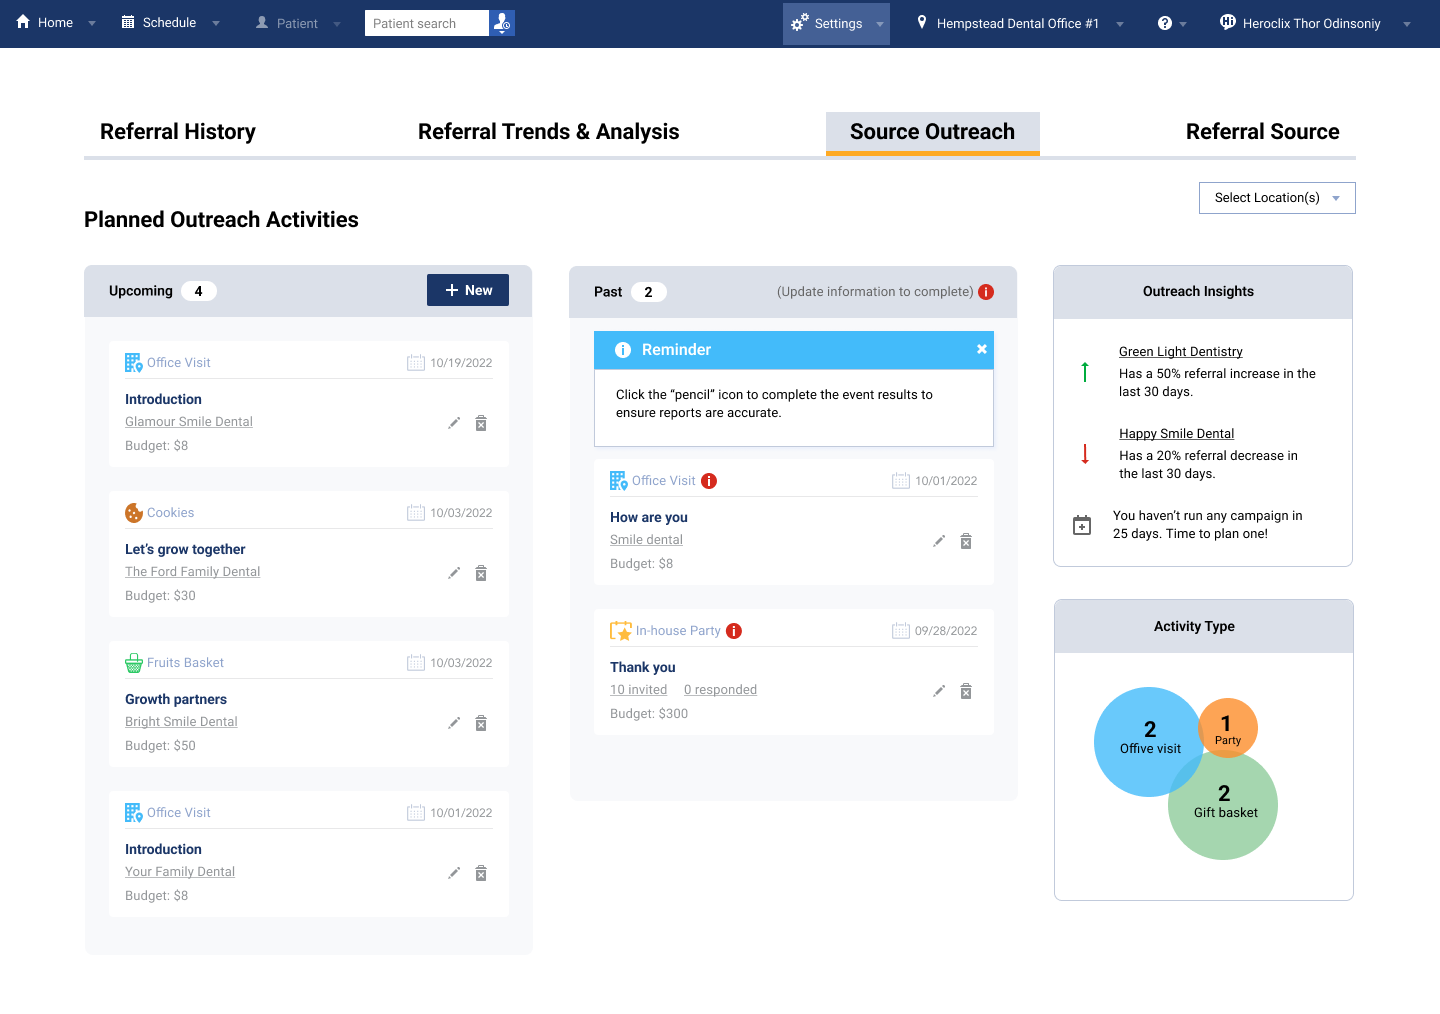 Home
Schedule
Patient
Patient search
Settings
Hempstead Dental Office #1
?
Hi
Heroclix Thor Odinsoniy
Referral History
Referral Trends & Analysis
Source Outreach
Referral Source
Select Location(s)
Planned Outreach Activities
Upcoming 4
+ New
Office Visit 10/19/2022
Introduction
Glamour Smile Dental
Budget: $8
Cookies 10/03/2022
Let's grow together
The Ford Family Dental
Budget: $30
Fruits Basket 10/03/2022
Growth partners
Bright Smile Dental
Budget: $50
Office Visit 10/01/2022
Introduction
Your Family Dental
Budget: $8
Past 2
(Update information to complete) i
i Reminder
Click the “pencil” icon to complete the event results to
ensure reports are accurate.
Office Visit i 10/01/2022
How are you
Smile dental
Budget: $8
In-house Party i 09/28/2022
Thank you
10 invited 0 responded
Budget: $300
Outreach Insights
Green Light Dentistry
Has a 50% referral increase in the
last 30 days.
Happy Smile Dental
Has a 20% referral decrease in
the last 30 days.
You haven't run any campaign in
25 days. Time to plan one!
Activity Type
2
Offive visit
1
Party
2
Gift basket